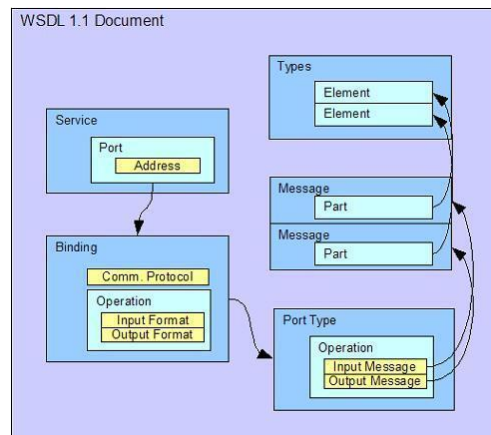 WSDL 1.1 Document
Service
Port
Address
Binding
Comm. Protocol
Operation
Input Format
Output Format
Types
Element
Element
Message
Part
Message
Part
Port Type
Operation
Input Message
Output Message